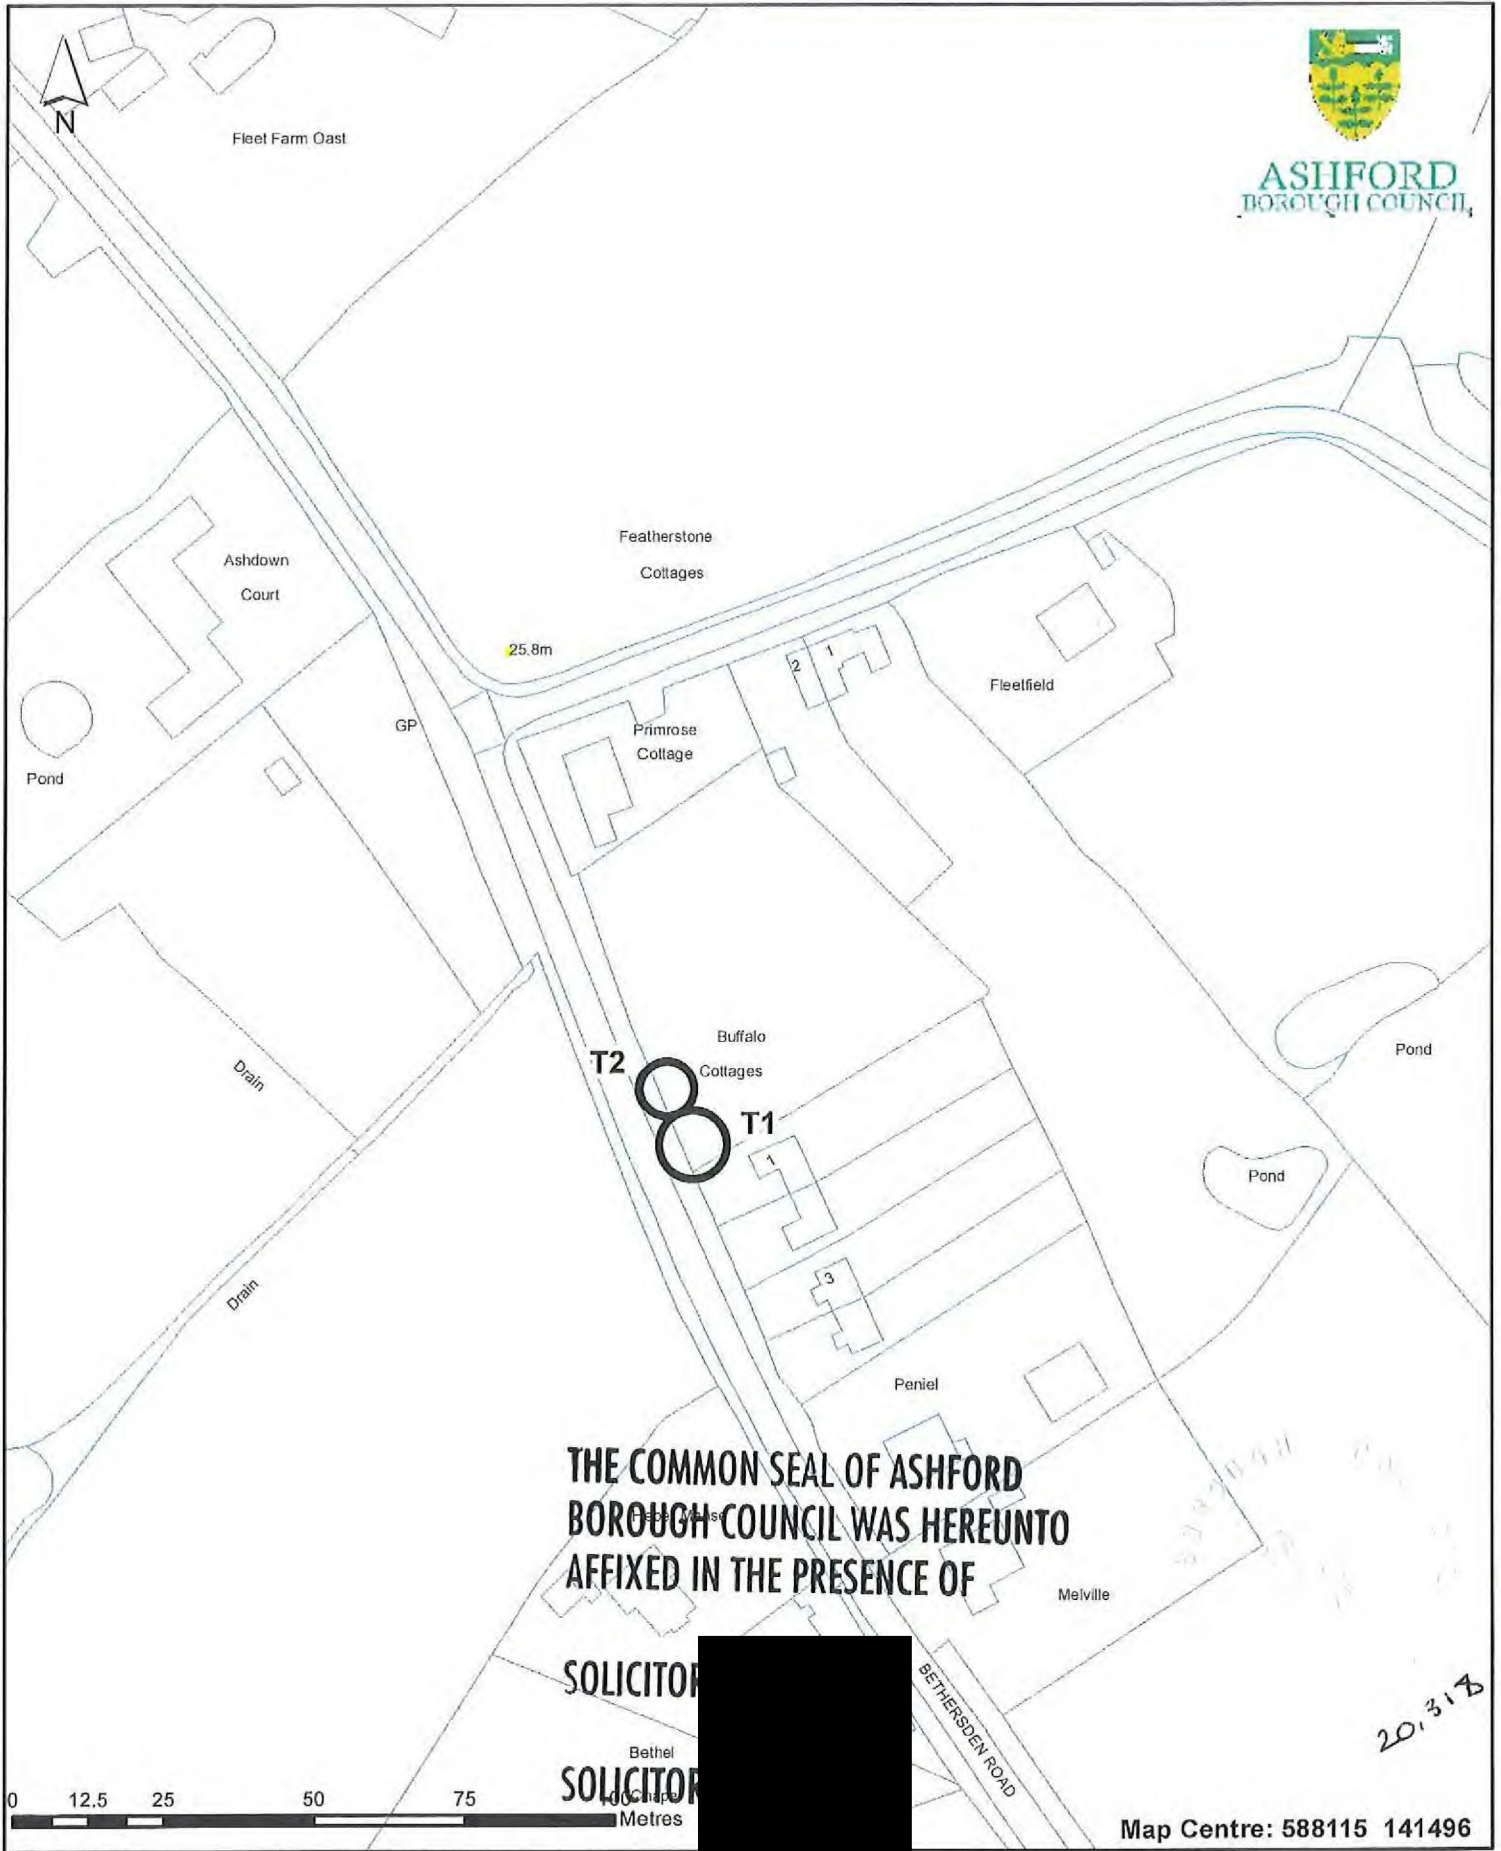 N
Fleet Farm Oast
ASHFORD
BOROUGH COUNCIL
Featherstone
Cottages
Ashdown
Court
25.8m
2
1
Fleetfield
GP
Primrose
Cottage
Pond
Buffalo
Cottages
T2
T1
Pond
Drain
1
Pond
3
Drain
Peniel
THE COMMON SEAL OF ASHFORD
BOROUGH COUNCIL WAS HEREUNTO
AFFIXED IN THE PRESENCE OF
Melville
SOLICITOR
BETHERSDEN ROAD
20,318
Bethel
SOLICITOR
0 12.5 25 50 75 100
Metres
Map Centre: 588115 141496